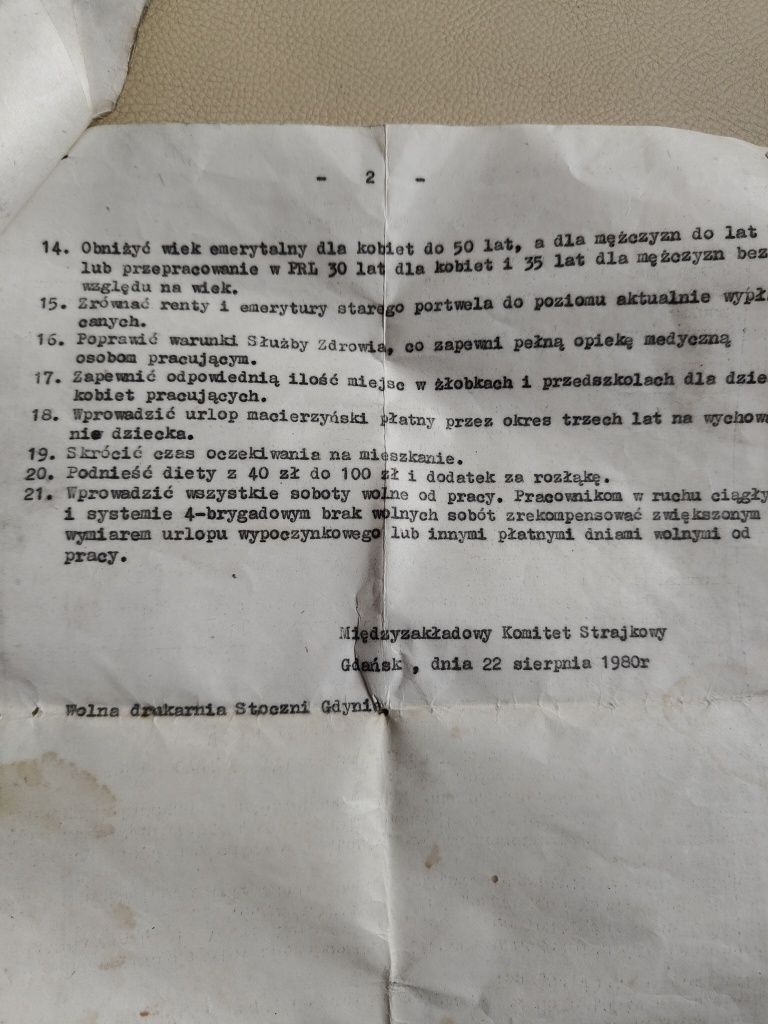 - 2 -
14. Obniżyć wiek emerytalny dla kobiet do 50 lat, a dla mężczyzn do lat
lub przepracowanie w PRL 30 lat dla kobiet i 35 lat dla mężczyzn bez
względu na wiek.
15. Zrównać renty i emerytury starego portwela do poziomu aktualnie wypł
canych.
16. Poprawić warunki Służby Zdrowia, co zapewni pełną opiekę medyczną
osobom pracującym.
17. Zapewnić odpowiednią ilość miejsc w żłobkach i przedszkolach dla dzie
kobiet pracujących.
18. Wprowadzić urlop macierzyński płatny przez okres trzech lat na wychowa
nie dziecka.
19. Skrócić czas oczekiwania na mieszkanie.
20. Podnieść diety z 40 zł do 100 zł i dodatek za rozłąkę.
21. Wprowadzić wszystkie soboty wolne od pracy. Pracownikom w ruchu ciągły
i systemie 4-brygadowym brak wolnych sobót zrekompensować zwiększonym
wymiarem urlopu wypoczynkowego lub innymi płatnymi dniami wolnymi od
pracy.
Międzyzakładowy Komitet Strajkowy
Gdańsk , dnia 22 sierpnia 1980r
Wolna drukarnia Stoczni Gdynia